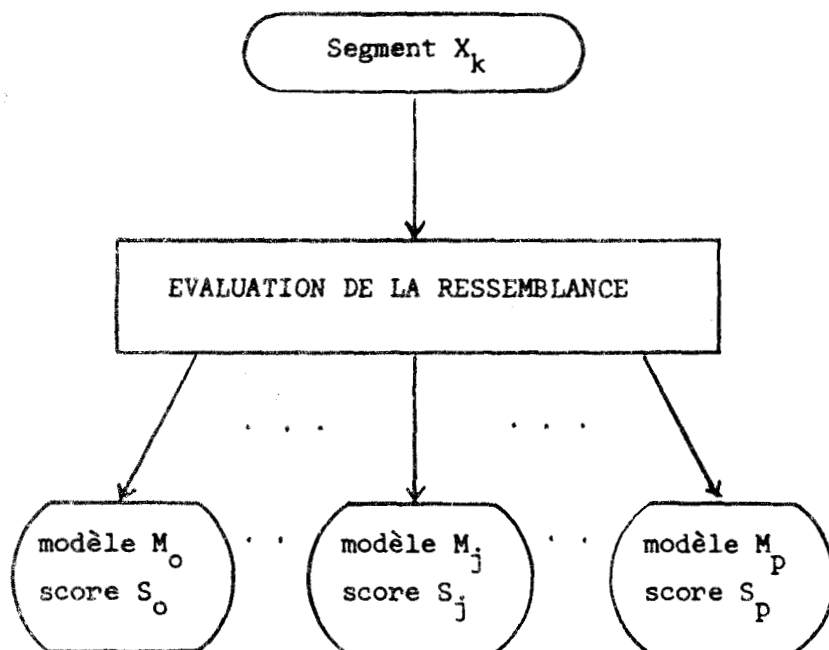 Segment X_k
EVALUATION DE LA RESSEMBLANCE
. . . . . .
modèle M_o . . modèle M_j . . modèle M_p
score S_o score S_j score S_p